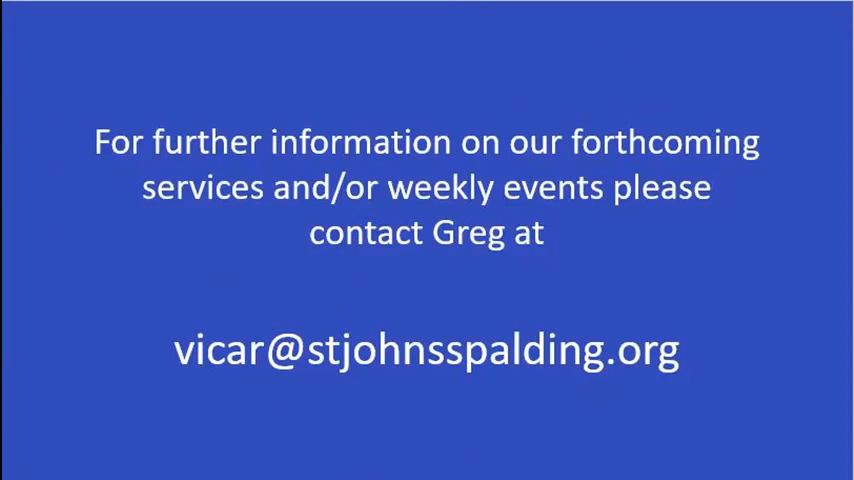 For further information on our forthcoming
services and/or weekly events please
contact Greg at
vicar@stjohnsspalding.org